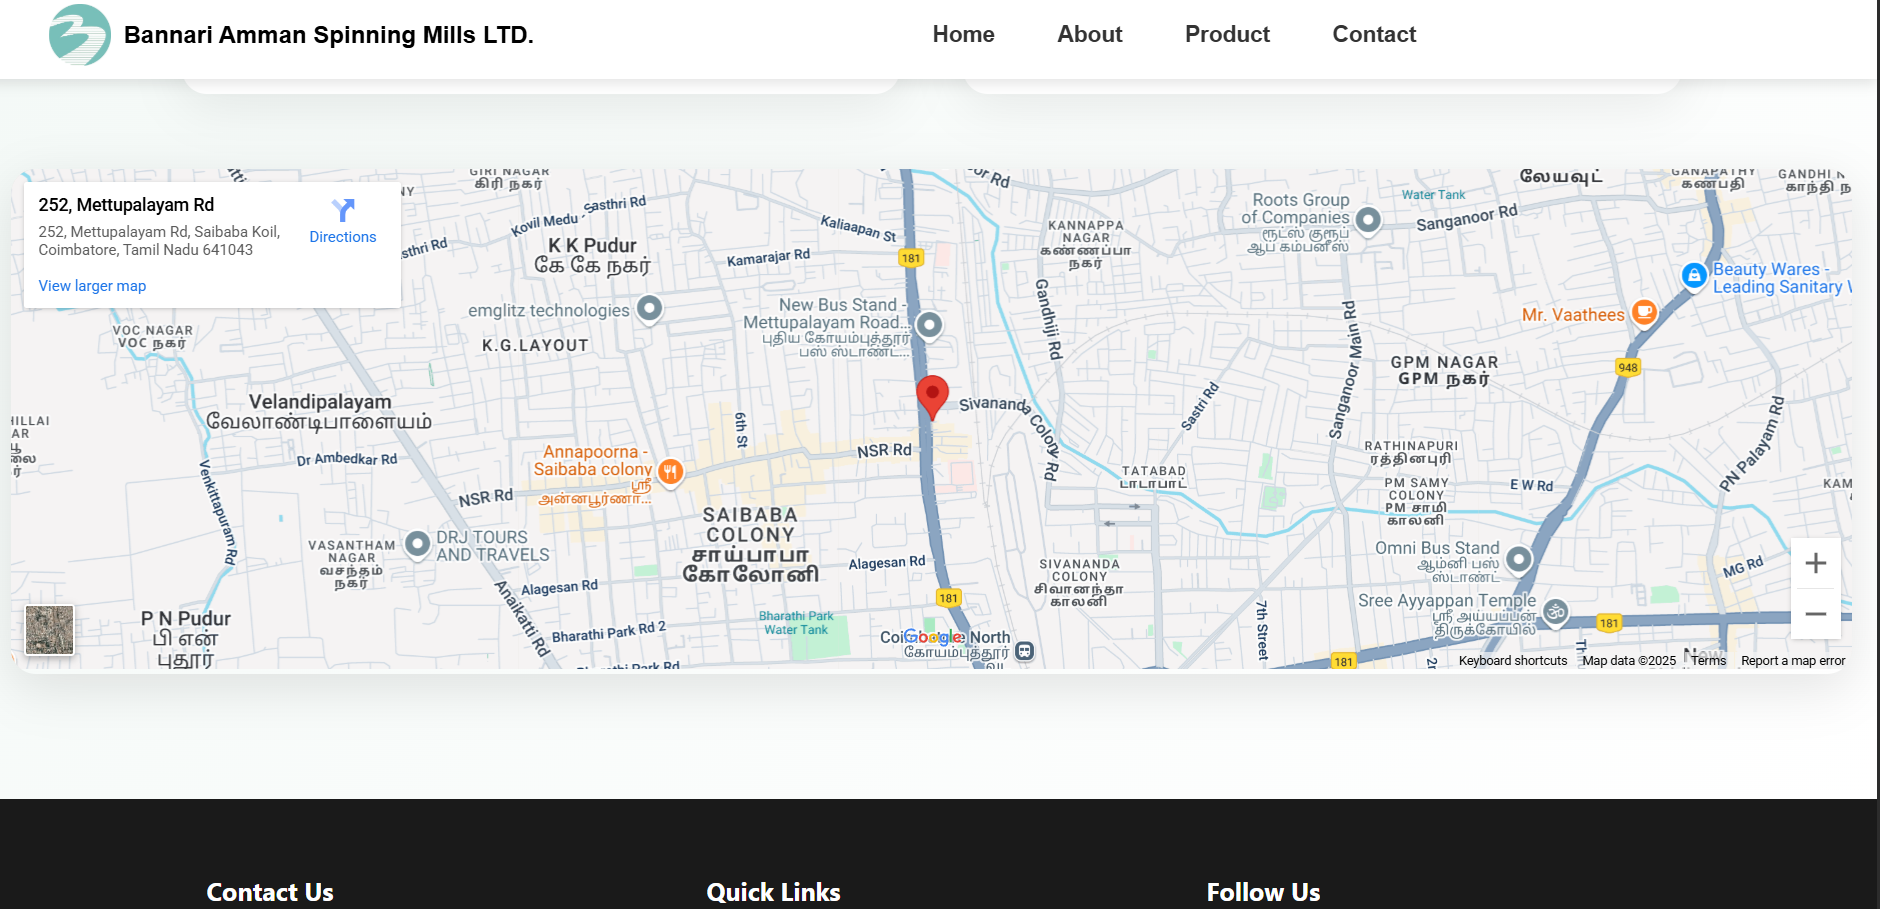 Bannari Amman Spinning Mills LTD.
Home
About
Product
Contact
252, Mettupalayam Rd
252, Mettupalayam Rd, Saibaba Koil,
Coimbatore, Tamil Nadu 641043
Directions
View larger map
GIRI NAGAR
கிரி நகர்
Kovil Medu
Sasthri Rd
K K Pudur
கே கே நகர்
Kamarajar Rd
Kaliaapan St
181
KANNAPPA
NAGAR
கண்ணப்பா
நகர்
Roots Group
of Companies
ரூட்ஸ் குரூப்
ஆப் கம்பனீஸ்
Water Tank
Sanganoor Rd
லேயவுட்
GANAPATHY
கணபதி
GANDHI N
காந்தி ந
Beauty Wares -
Leading Sanitary W
Mr. Vaathees
948
emglitz technologies
New Bus Stand -
Mettupalayam Road...
புதிய கோயம்புத்தூர்
பஸ் ஸ்டாண்ட்...
VOC NAGAR
VOC நகர்
K.G.LAYOUT
Gandhiji Rd
Sanganoor Main Rd
GPM NAGAR
GPM நகர்
Velandipalayam
வேலாண்டிபாளையம்
Sivananda Colony Rd
Sastri Rd
6th St
NSR Rd
Annapoorna -
Saibaba colony
ஸ்ரீ
அன்னபூர்ணா...
Dr Ambedkar Rd
Venkittapuram Rd
NSR Rd
RATHINAPURI
ரத்தினபுரி
TATABAD
டாடாபாட்
PM SAMY
COLONY
PM சாமி
காலனி
E W Rd
PN Palayam Rd
KAM
SAIBABA
COLONY
சாய்பாபா
கோலோனி
DRJ TOURS
AND TRAVELS
VASANTHAM
NAGAR
வசந்தம்
நகர்
Alagesan Rd
Alagesan Rd
Anaikatti Rd
SIVANANDA
COLONY
சிவானந்தா
காலனி
Omni Bus Stand
ஆம்னி பஸ்
ஸ்டாண்ட்
MG Rd
Sree Ayyappan Temple
ஸ்ரீ அய்யப்பன்
திருக்கோயில்
181
181
P N Pudur
பி என்
புதூர்
Bharathi Park Rd 2
Bharathi Park
Water Tank
Google
North
கோயம்புத்தூர்
7th Street
181
Keyboard shortcuts
Map data ©2025
Terms
Report a map error
Contact Us
Quick Links
Follow Us